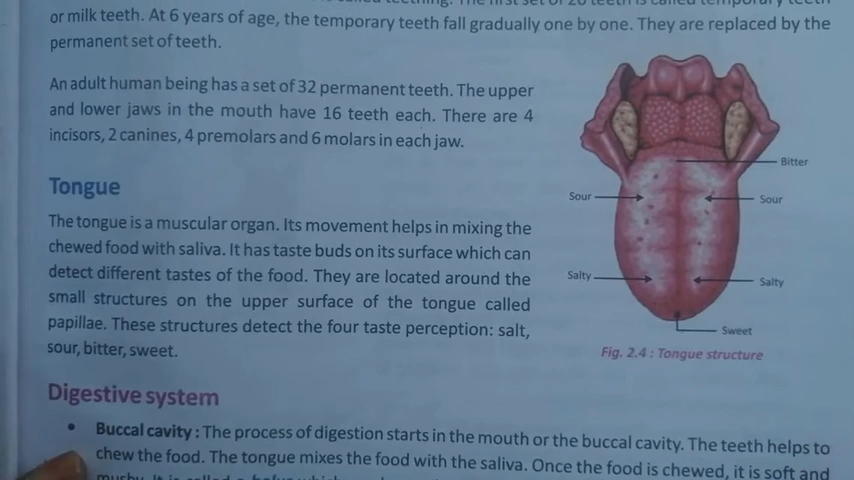 or milk teeth. At 6 years of age, the temporary teeth fall gradually one by one. They are replaced by the
permanent set of teeth.
An adult human being has a set of 32 permanent teeth. The upper
and lower jaws in the mouth have 16 teeth each. There are 4
incisors, 2 canines, 4 premolars and 6 molars in each jaw.
Tongue
The tongue is a muscular organ. Its movement helps in mixing the
chewed food with saliva. It has taste buds on its surface which can
detect different tastes of the food. They are located around the
small structures on the upper surface of the tongue called
papillae. These structures detect the four taste perception: salt,
sour, bitter, sweet.
Bitter
Sour
Sour
Salty
Salty
Sweet
Fig. 2.4 : Tongue structure
Digestive system
• Buccal cavity : The process of digestion starts in the mouth or the buccal cavity. The teeth helps to
chew the food. The tongue mixes the food with the saliva. Once the food is chewed, it is soft and